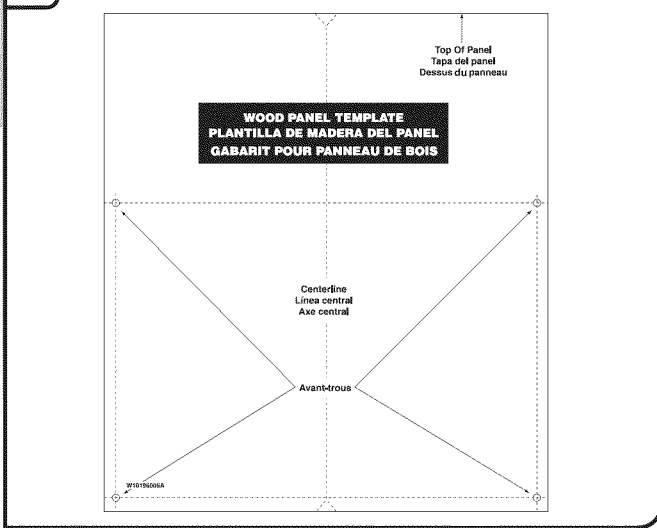 Top Of Panel
Tapa del panel
Dessus du panneau
WOOD PANEL TEMPLATE
PLANTILLA DE MADERA DEL PANEL
GABARIT POUR PANNEAU DE BOIS
Centerline
Línea central
Axe central
Avant-trous